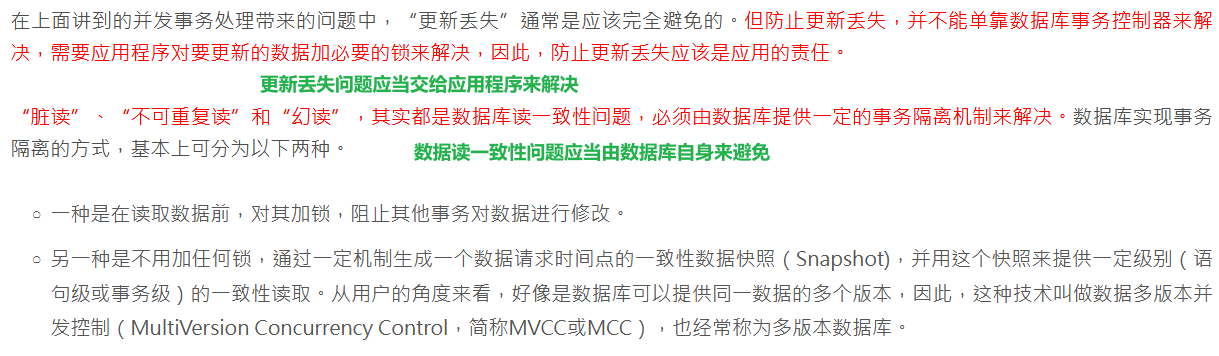 在上面讲到的并发事务处理带来的问题中，“更新丢失”通常是应该完全避免的。但防止更新丢失，并不能单靠数据库事务控制器来解
决，需要应用程序对要更新的数据加必要的锁来解决，因此，防止更新丢失应该是应用的责任。
更新丢失问题应当交给应用程序来解决
“脏读”、“不可重复读”和“幻读”，其实都是数据库读一致性问题，必须由数据库提供一定的事务隔离机制来解决。数据库实现事务
隔离的方式，基本上可分为以下两种。
数据读一致性问题应当由数据库自身来避免
○ 一种是在读取数据前，对其加锁，阻止其他事务对数据进行修改。
○ 另一种是不用加任何锁，通过一定机制生成一个数据请求时间点的一致性数据快照（Snapshot)，并用这个快照来提供一定级别（语
句级或事务级）的一致性读取。从用户的角度来看，好像是数据库可以提供同一数据的多个版本，因此，这种技术叫做数据多版本并
发控制（MultiVersion Concurrency Control，简称MVCC或MCC），也经常称为多版本数据库。